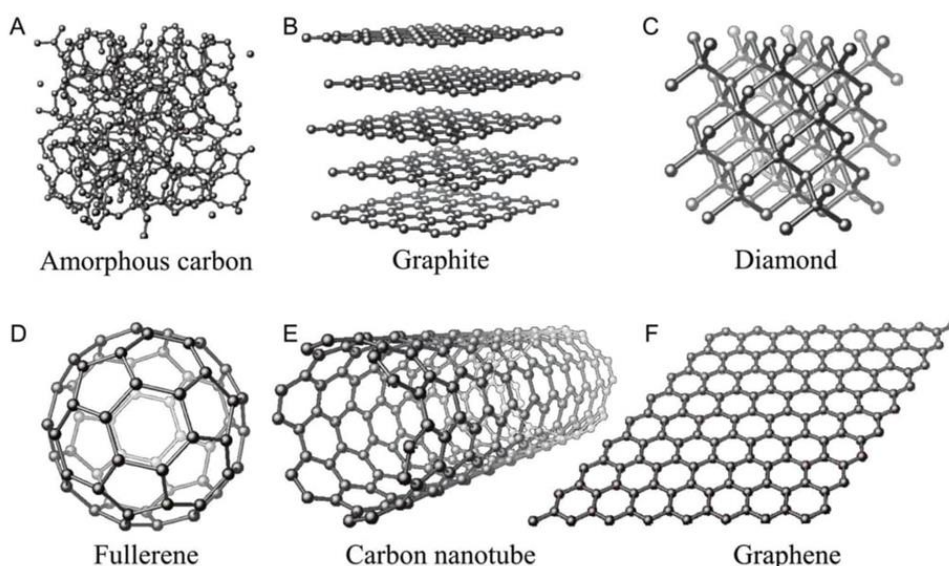 A
B
C
Amorphous carbon
Graphite
Diamond
D
E
F
Fullerene
Carbon nanotube
Graphene